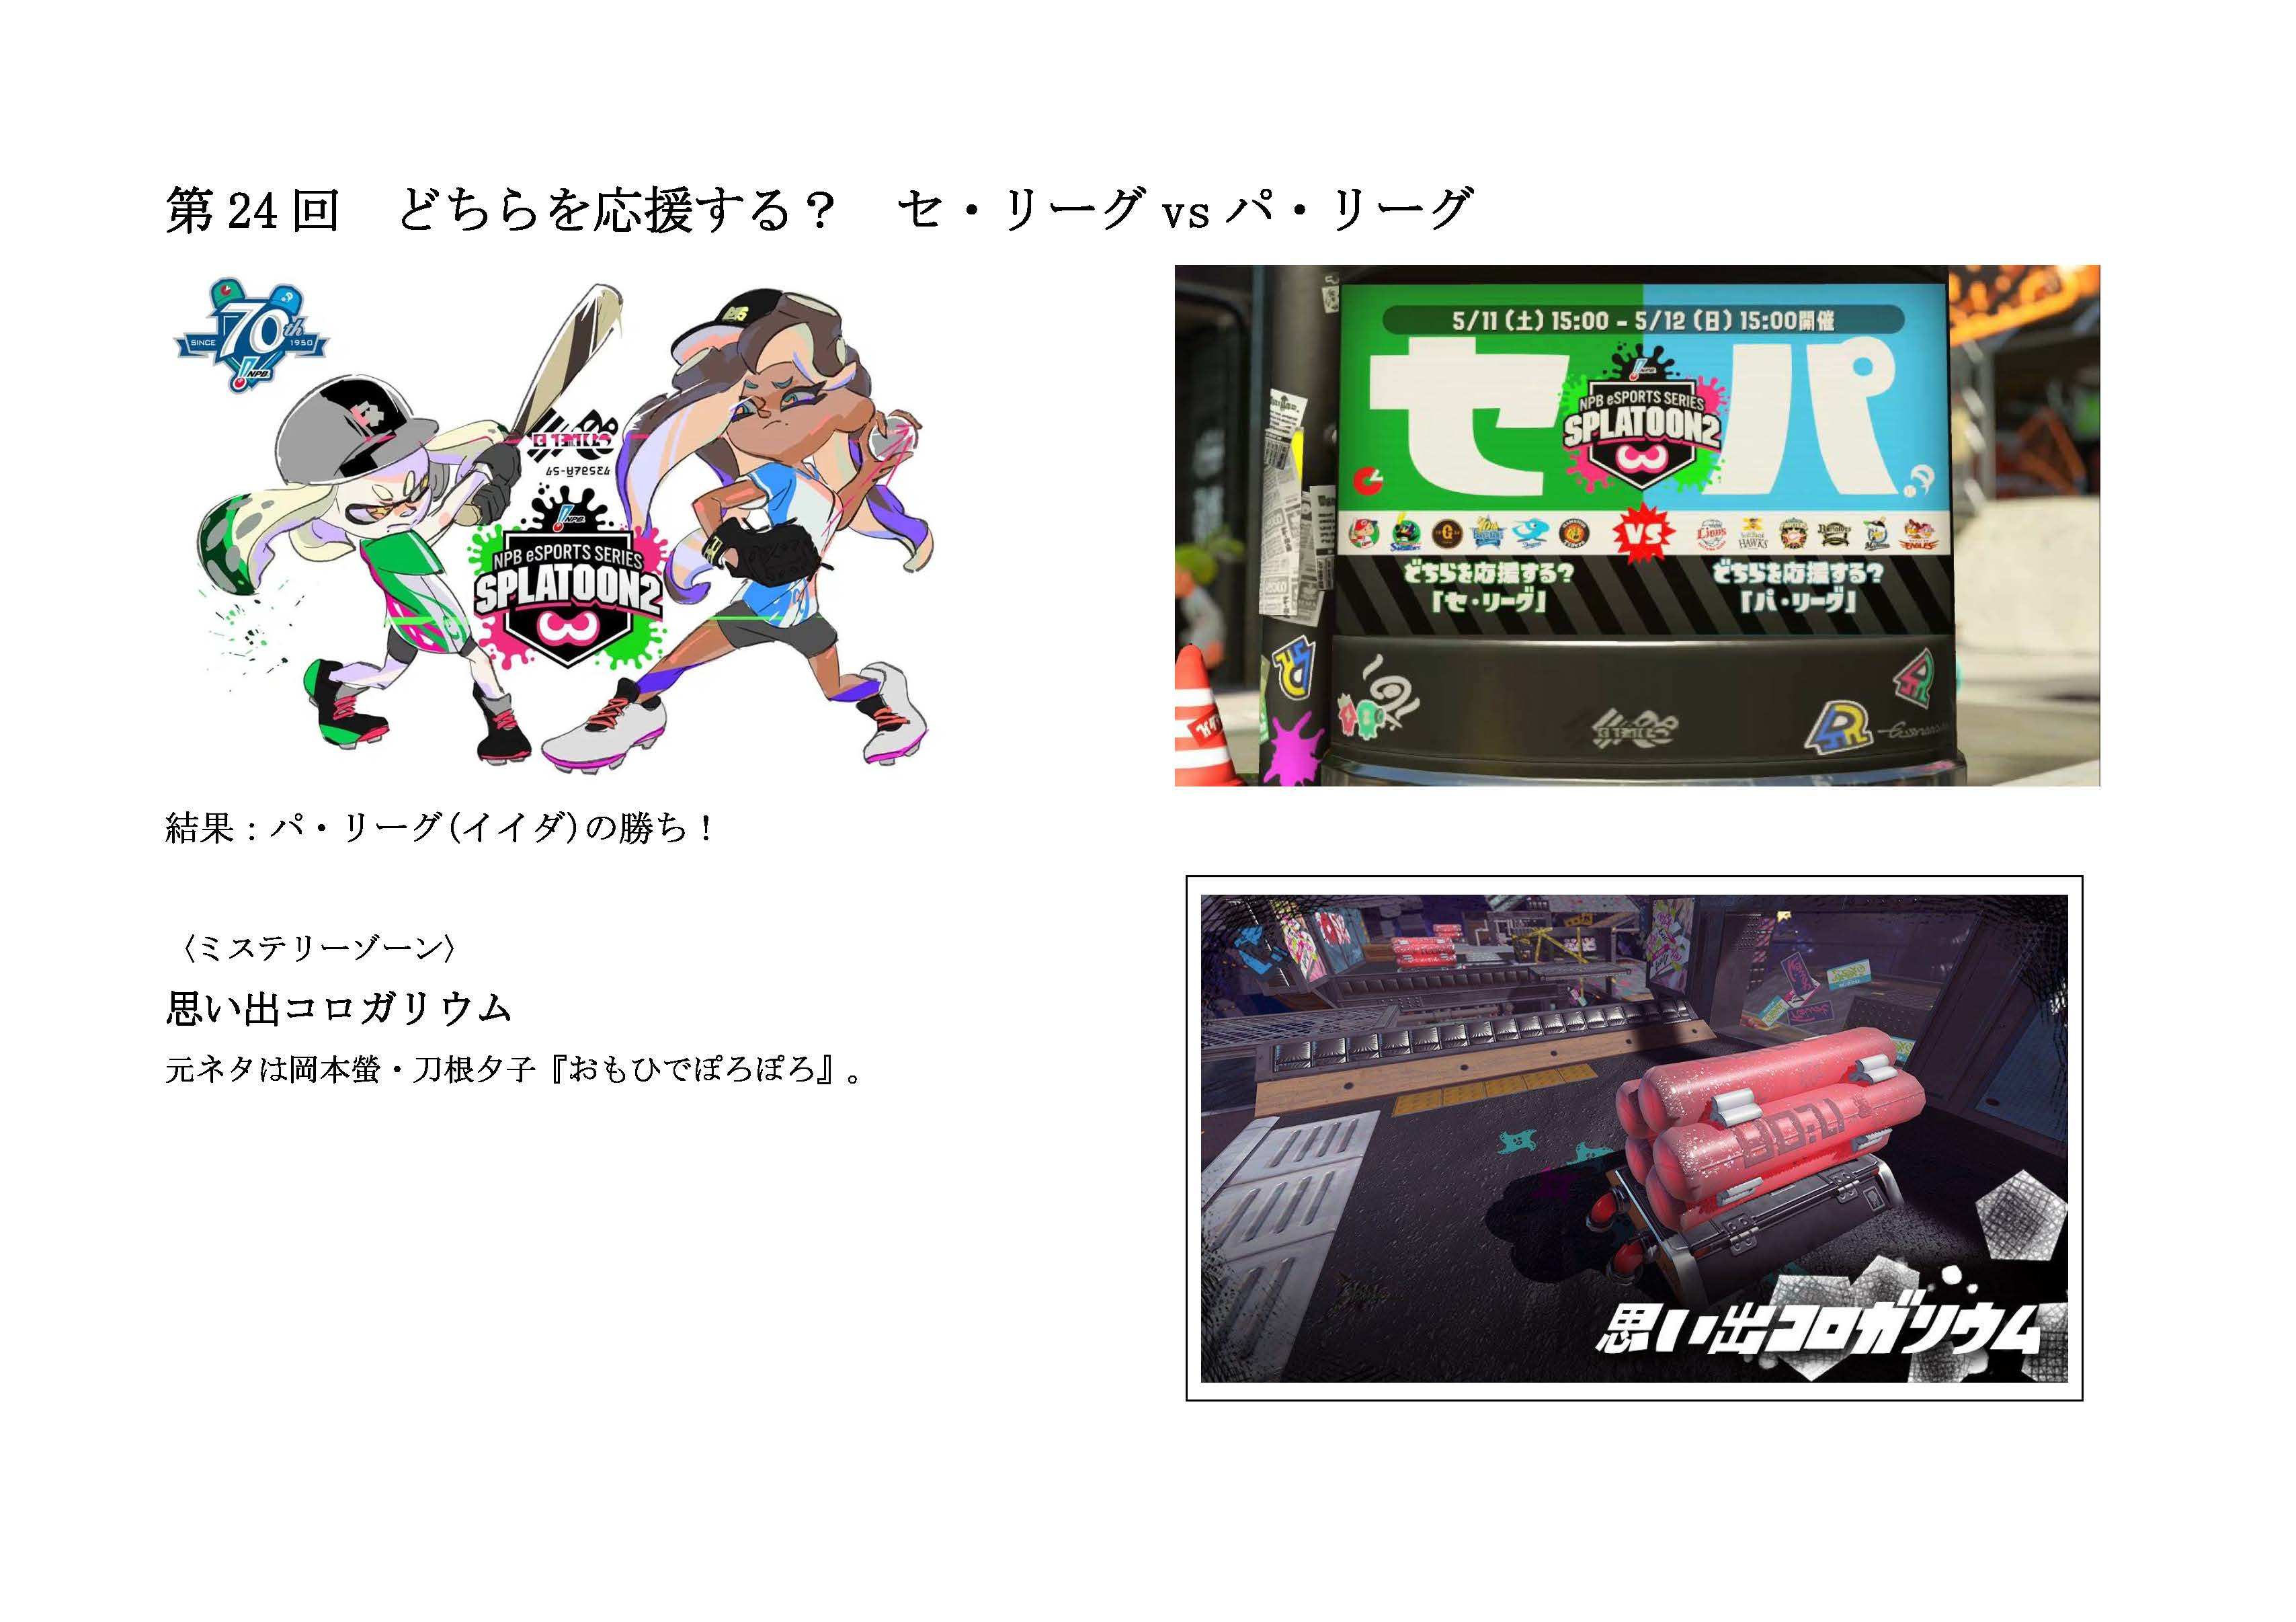 第24回　どちらを応援する？　セ・リーグvsパ・リーグ
70th
SINCE 1950
NPB
NPB
NPB eSPORTS SERIES
SPLATOON2
5/11（土）15:00 – 5/12（日）15:00開催
セ
パ
NPB
NPB eSPORTS SERIES
SPLATOON2
VS
どちらを応援する？
「セ・リーグ」
どちらを応援する？
「パ・リーグ」
結果：パ・リーグ(イイダ)の勝ち！
〈ミステリーゾーン〉
思い出コロガリウム
元ネタは岡本螢・刀根夕子『おもひでぽろぽろ』。
思い出コロガリウム